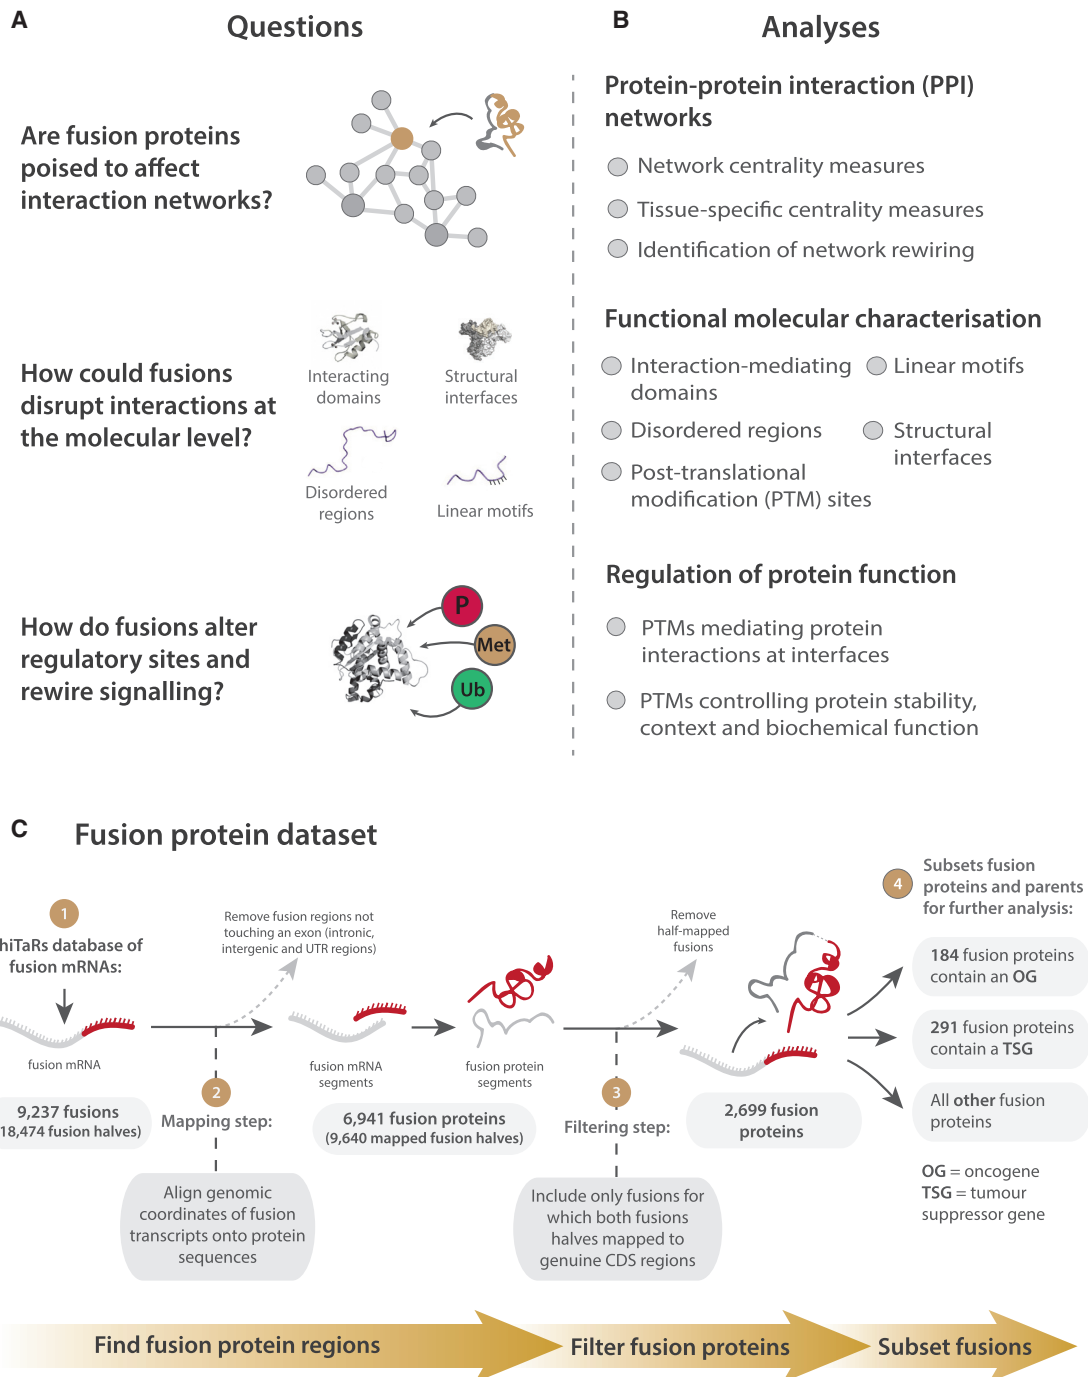 A
Questions
Are fusion proteins
poised to affect
interaction networks?
How could fusions
disrupt interactions at
the molecular level?
Interacting
domains
Structural
interfaces
Disordered
regions
Linear motifs
How do fusions alter
regulatory sites and
rewire signalling?
P
Met
Ub
B
Analyses
Protein-protein interaction (PPI)
networks
Network centrality measures
Tissue-specific centrality measures
Identification of network rewiring
Functional molecular characterisation
Interaction-mediating
domains
Linear motifs
Disordered regions
Structural
interfaces
Post-translational
modification (PTM) sites
Regulation of protein function
PTMs mediating protein
interactions at interfaces
PTMs controlling protein stability,
context and biochemical function
C
Fusion protein dataset
1
hiTaRs database of
fusion mRNAs:
fusion mRNA
9,237 fusions
18,474 fusion halves)
Remove fusion regions not
touching an exon (intronic,
intergenic and UTR regions)
2
Mapping step:
Align genomic
coordinates of fusion
transcripts onto protein
sequences
fusion mRNA
segments
fusion protein
segments
6,941 fusion proteins
(9,640 mapped fusion halves)
Remove
half-mapped
fusions
3
Filtering step:
Include only fusions for
which both fusions
halves mapped to
genuine CDS regions
2,699 fusion
proteins
4
Subsets fusion
proteins and parents
for further analysis:
184 fusion proteins
contain an OG
291 fusion proteins
contain a TSG
All other fusion
proteins
OG = oncogene
TSG = tumour
suppressor gene
Find fusion protein regions
Filter fusion proteins
Subset fusions